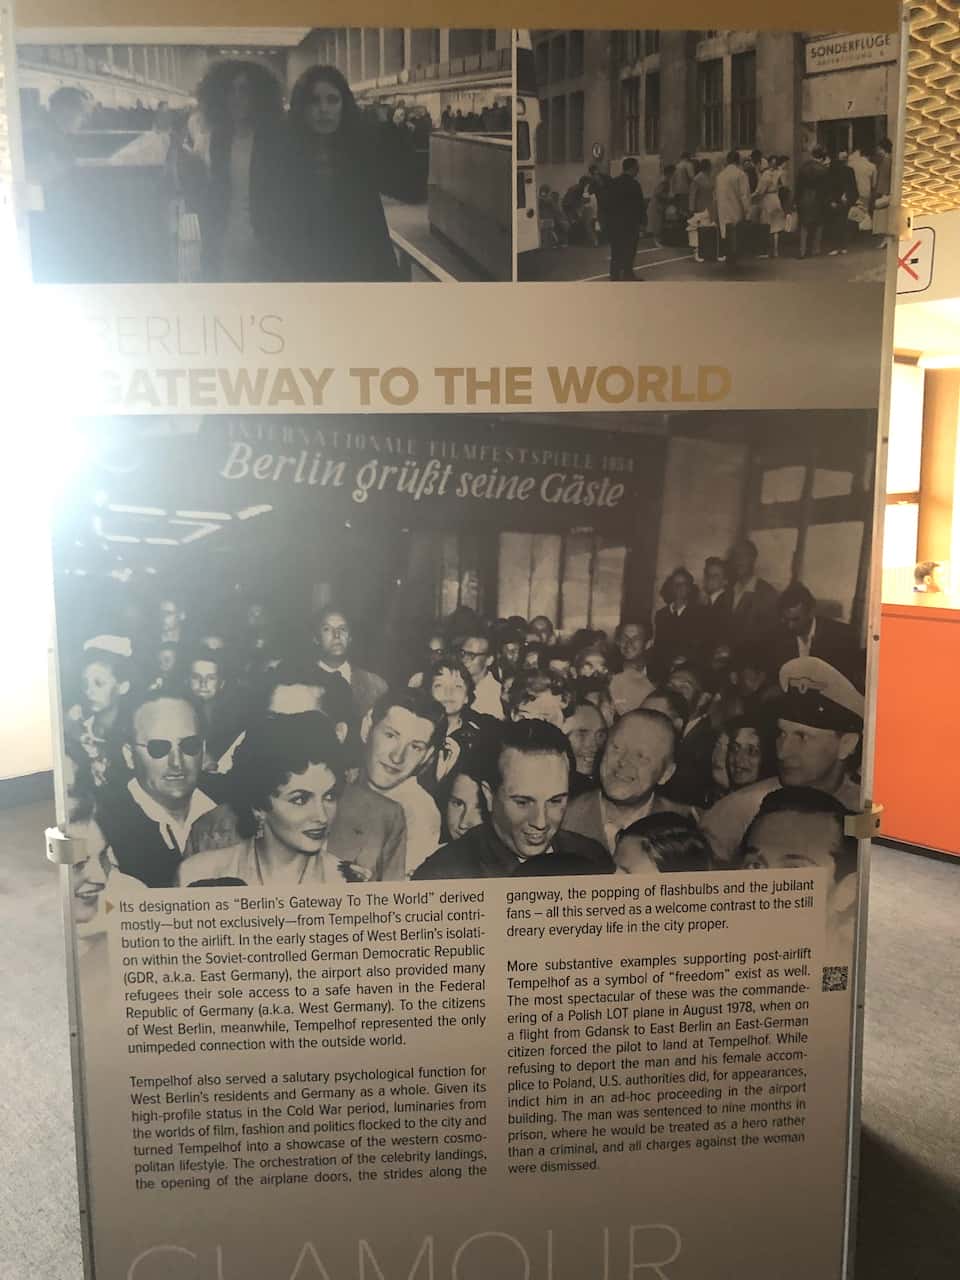 SONDERFLÜGE
7
BERLIN'S
GATEWAY TO THE WORLD
INTERNATIONALE FILMFESTSPIELE 1954
Berlin grüßt seine Gäste
Its designation as “Berlin's Gateway To The World” derived
mostly—but not exclusively—from Tempelhof's crucial contri-
bution to the airlift. In the early stages of West Berlin's isolati-
on within the Soviet-controlled German Democratic Republic
(GDR, a.k.a. East Germany), the airport also provided many
refugees their sole access to a safe haven in the Federal
Republic of Germany (a.k.a. West Germany). To the citizens
of West Berlin, meanwhile, Tempelhof represented the only
unimpeded connection with the outside world.
Tempelhof also served a salutary psychological function for
West Berlin's residents and Germany as a whole. Given its
high-profile status in the Cold War period, luminaries from
the worlds of film, fashion and politics flocked to the city and
turned Tempelhof into a showcase of the western cosmo-
politan lifestyle. The orchestration of the celebrity landings,
the opening of the airplane doors, the strides along the
gangway, the popping of flashbulbs and the jubilant
fans – all this served as a welcome contrast to the still
dreary everyday life in the city proper.
More substantive examples supporting post-airlift
Tempelhof as a symbol of “freedom” exist as well.
The most spectacular of these was the commande-
ering of a Polish LOT plane in August 1978, when on
a flight from Gdansk to East Berlin an East-German
citizen forced the pilot to land at Tempelhof. While
refusing to deport the man and his female accom-
plice to Poland, U.S. authorities did, for appearances,
indict him in an ad-hoc proceeding in the airport
building. The man was sentenced to nine months in
prison, where he would be treated as a hero rather
than a criminal, and all charges against the woman
were dismissed.
GLAMOUR